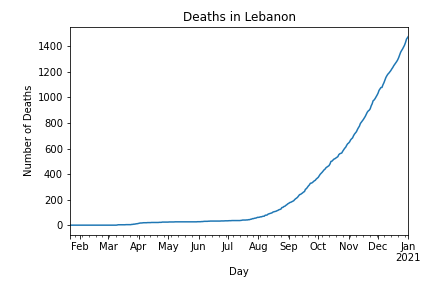 Deaths in Lebanon
Number of Deaths
1400
1200
1000
800
600
400
200
0
Feb Mar Apr May Jun Jul Aug Sep Oct Nov Dec Jan
2021
Day